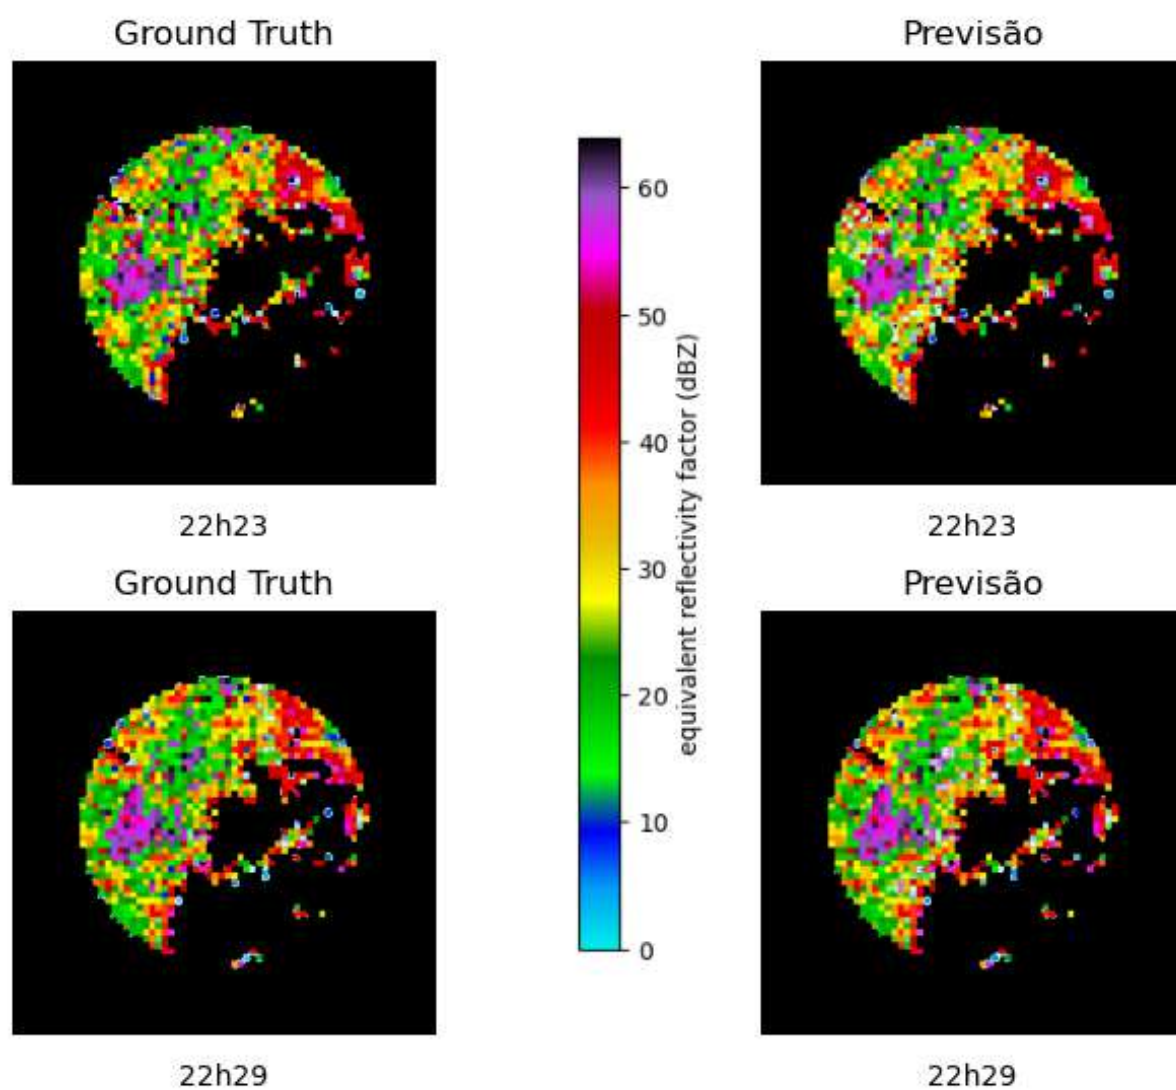 Ground Truth
Previsão
22h23
22h23
60
50
40
30
20
10
0
equivalent reflectivity factor (dBZ)
Ground Truth
Previsão
22h29
22h29